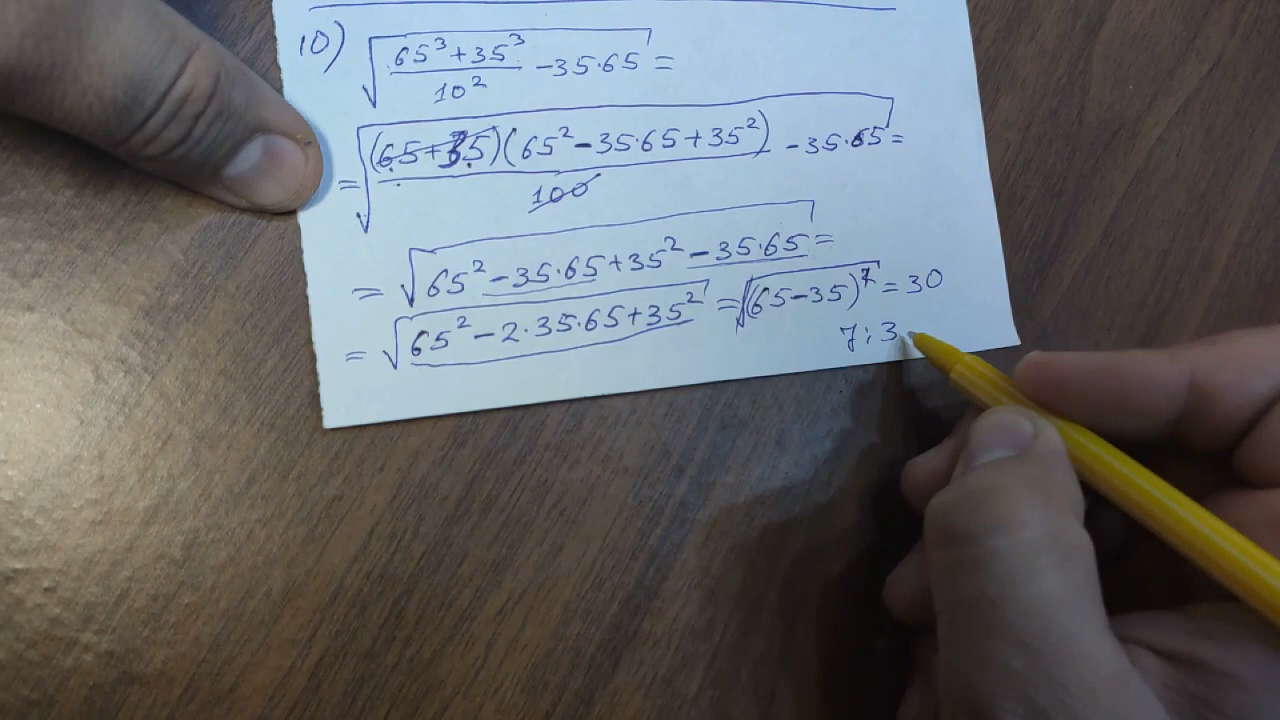 10) √((65³+35³)/10² -35·65) =
= √((65+35)(65²-35·65+35²)/100 -35·65) =
= √(65²-35·65+35²-35·65) =
= √(65²-2·35·65+35²) = √((65-35)²) = 30
J: 3